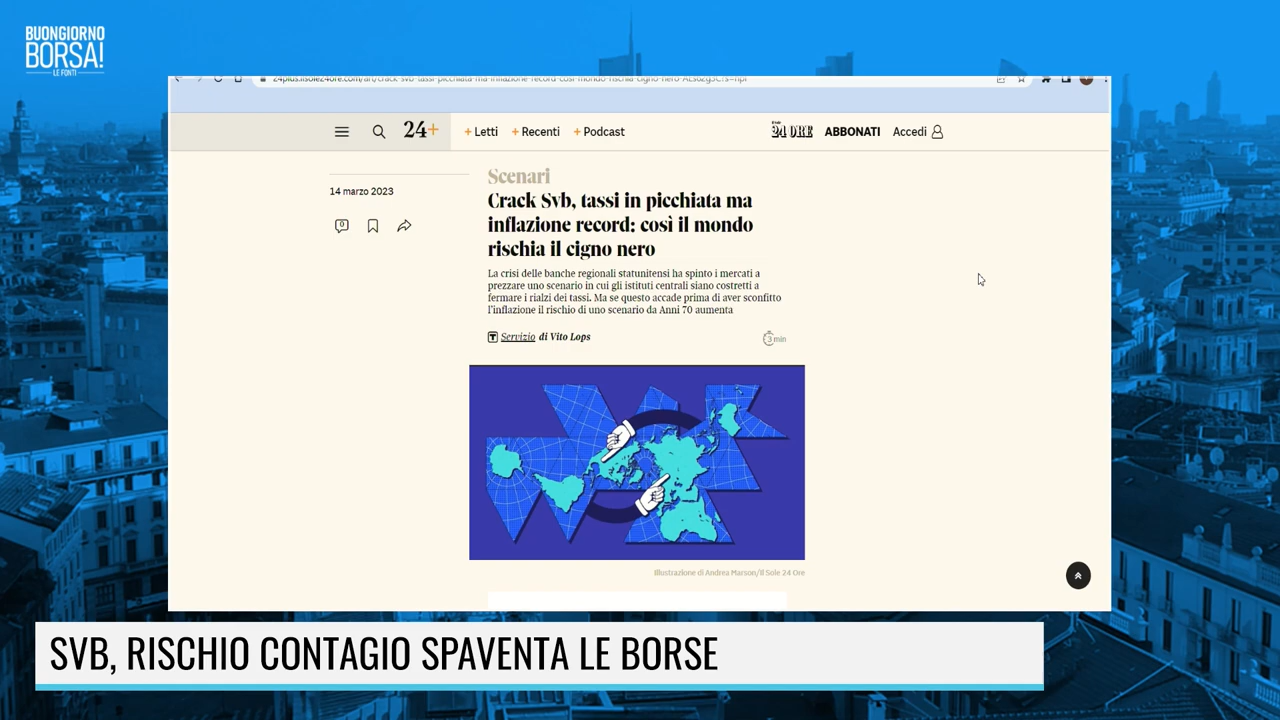 BUONGIORNO
BORSA!
LE FONTI
24+
+ Letti
+ Recenti
+ Podcast
24 ORE
ABBONATI
Accedi
14 marzo 2023
0
Scenari
Crack Svb, tassi in picchiata ma
inflazione record: così il mondo
rischia il cigno nero
La crisi delle banche regionali statunitensi ha spinto i mercati a
prezzare uno scenario in cui gli istituti centrali siano costretti a
fermare i rialzi dei tassi. Ma se questo accade prima di aver sconfitto
l'inflazione il rischio di uno scenario da Anni 70 aumenta
Servizio di Vito Lops
3 min
Illustrazione di Andrea Marson/Il Sole 24 Ore
SVB, RISCHIO CONTAGIO SPAVENTA LE BORSE